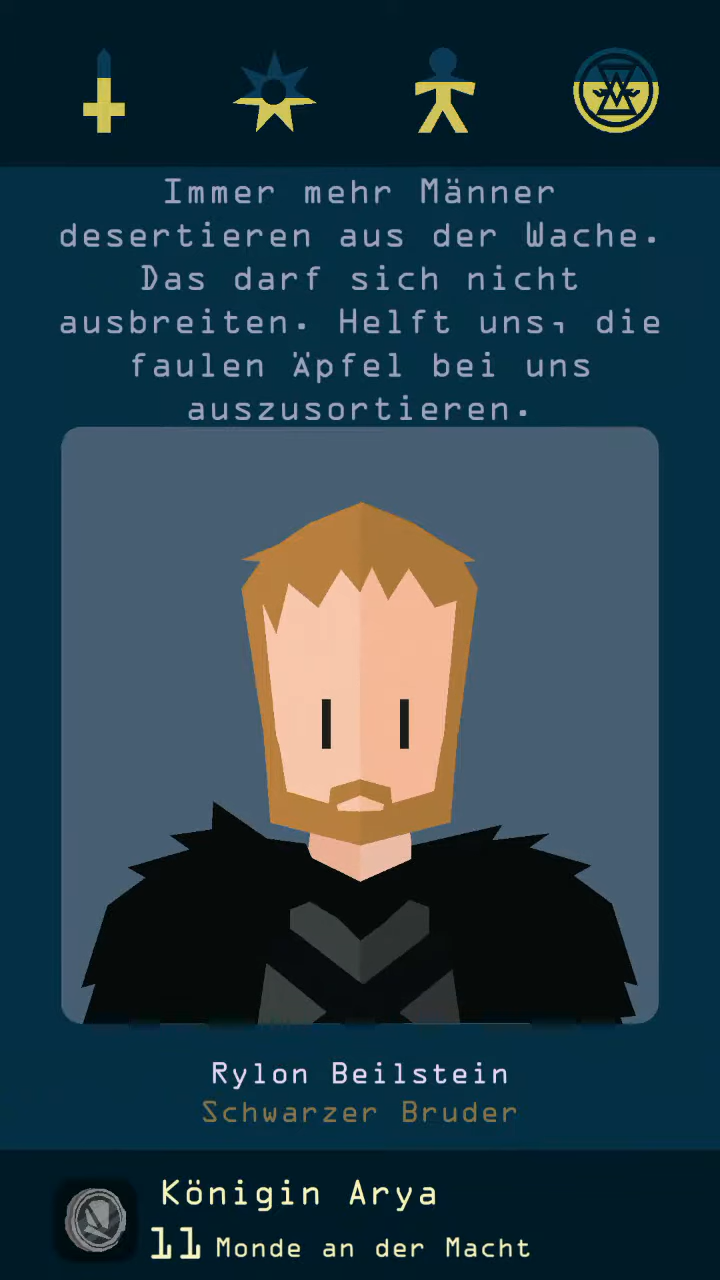 Immer mehr Männer
desertieren aus der Wache.
Das darf sich nicht
ausbreiten. Helft uns, die
faulen Äpfel bei uns
auszusortieren.
Rylon Beilstein
Schwarzer Bruder
Königin Arya
11 Monde an der Macht